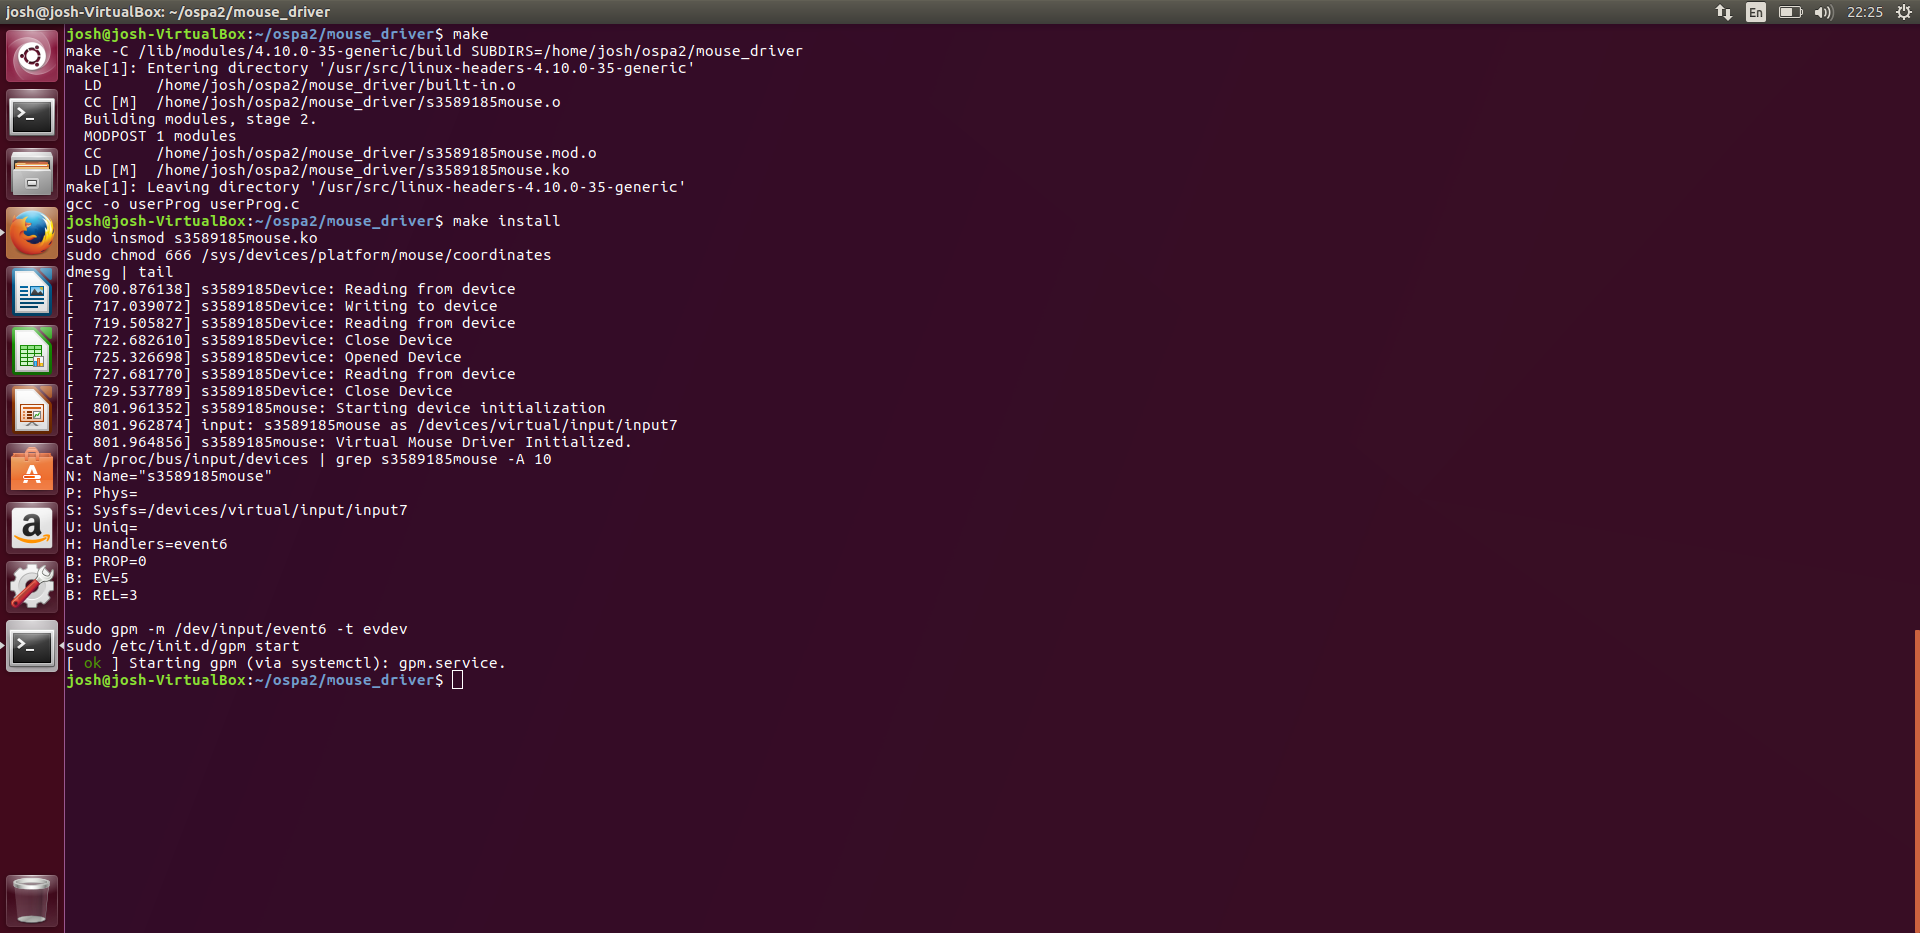 josh@josh-VirtualBox: ~/ospa2/mouse_driver
En
22:25
josh@josh-VirtualBox:~/ospa2/mouse_driver$ make
make -C /lib/modules/4.10.0-35-generic/build SUBDIRS=/home/josh/ospa2/mouse_driver
make[1]: Entering directory '/usr/src/linux-headers-4.10.0-35-generic'
  LD      /home/josh/ospa2/mouse_driver/built-in.o
  CC [M]  /home/josh/ospa2/mouse_driver/s3589185mouse.o
  Building modules, stage 2.
  MODPOST 1 modules
  CC      /home/josh/ospa2/mouse_driver/s3589185mouse.mod.o
  LD [M]  /home/josh/ospa2/mouse_driver/s3589185mouse.ko
make[1]: Leaving directory '/usr/src/linux-headers-4.10.0-35-generic'
gcc -o userProg userProg.c
josh@josh-VirtualBox:~/ospa2/mouse_driver$ make install
sudo insmod s3589185mouse.ko
sudo chmod 666 /sys/devices/platform/mouse/coordinates
dmesg | tail
[  700.876138] s3589185Device: Reading from device
[  717.039072] s3589185Device: Writing to device
[  719.505827] s3589185Device: Reading from device
[  722.682610] s3589185Device: Close Device
[  725.326698] s3589185Device: Opened Device
[  727.681770] s3589185Device: Reading from device
[  729.537789] s3589185Device: Close Device
[  801.961352] s3589185mouse: Starting device initialization
[  801.962874] input: s3589185mouse as /devices/virtual/input/input7
[  801.964856] s3589185mouse: Virtual Mouse Driver Initialized.
cat /proc/bus/input/devices | grep s3589185mouse -A 10
N: Name="s3589185mouse"
P: Phys=
S: Sysfs=/devices/virtual/input/input7
U: Uniq=
H: Handlers=event6
B: PROP=0
B: EV=5
B: REL=3
sudo gpm -m /dev/input/event6 -t evdev
sudo /etc/init.d/gpm start
[ ok ] Starting gpm (via systemctl): gpm.service.
josh@josh-VirtualBox:~/ospa2/mouse_driver$